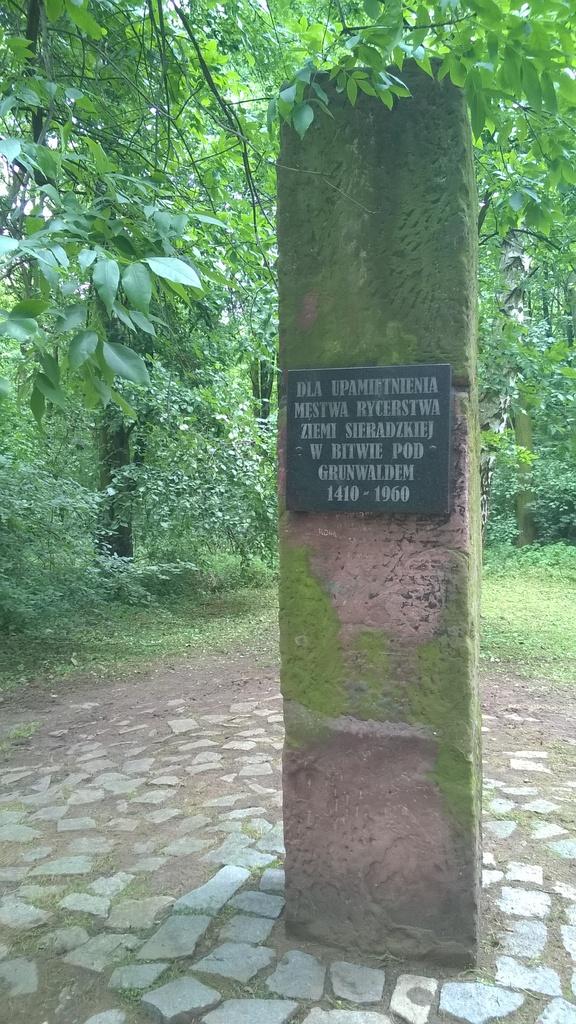 DLA UPAMIĘTNIENIA
MĘSTWA RYCERSTWA
ZIEMI SIERADZKIEJ
W BITWIE POD
GRUNWALDEM
1410 - 1960